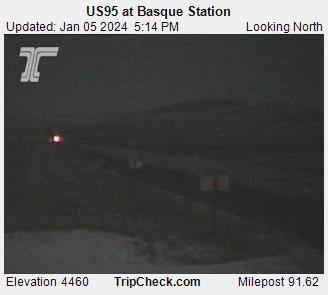 US95 at Basque Station
Updated: Jan 05 2024 5:14 PM Looking North
Elevation 4460 TripCheck.com Milepost 91.62